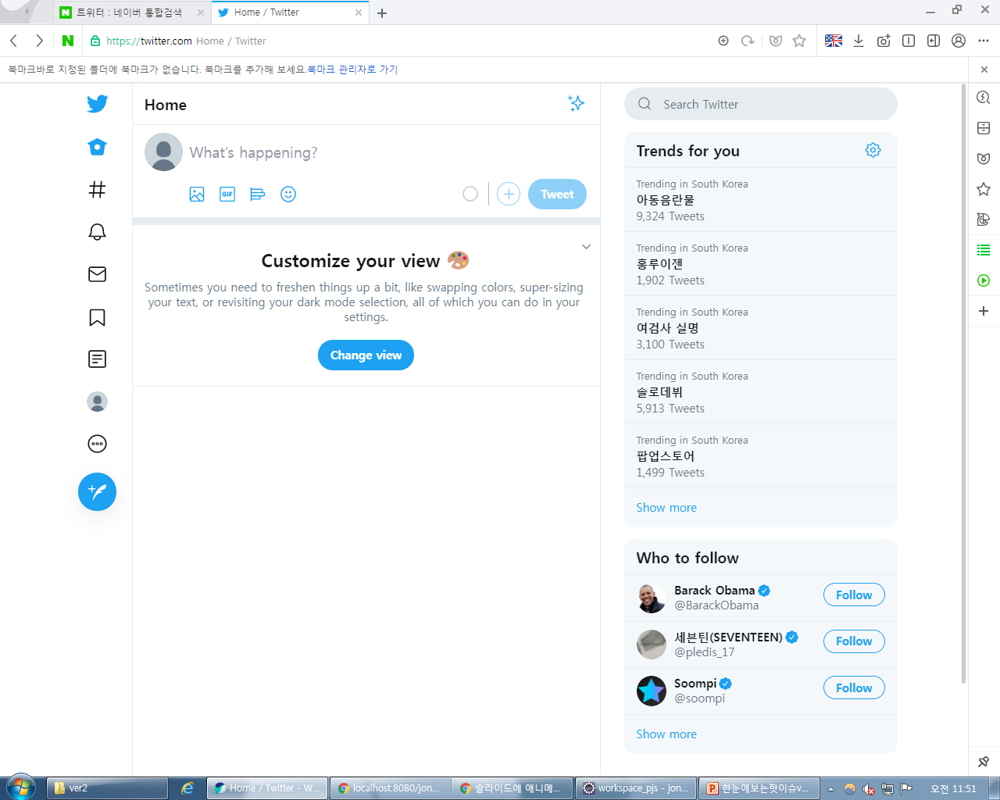 트위터 : 네이버 통합검색
Home / Twitter
https://twitter.com Home / Twitter
북마크바로 지정된 폴더에 북마크가 없습니다. 북마크를 추가해 보세요.북마크 관리자로 가기
Home
What's happening?
GIF
Tweet
Customize your view
Sometimes you need to freshen things up a bit, like swapping colors, super-sizing
your text, or revisiting your dark mode selection, all of which you can do in your
settings.
Change view
Search Twitter
Trends for you
Trending in South Korea
아동음란물
9,324 Tweets
Trending in South Korea
홍루이젠
1,902 Tweets
Trending in South Korea
여검사 실명
3,100 Tweets
Trending in South Korea
솔로데뷔
5,913 Tweets
Trending in South Korea
팝업스토어
1,499 Tweets
Show more
Who to follow
Barack Obama
@BarackObama
Follow
세븐틴(SEVENTEEN)
@pledis_17
Follow
Soompi
@soompi
Follow
Show more
ver2
Home / Twitter - W...
localhost:8080/jon...
슬라이드에 애니메...
workspace_pjs - jon...
한눈에보는핫이슈v...
오전 11:51